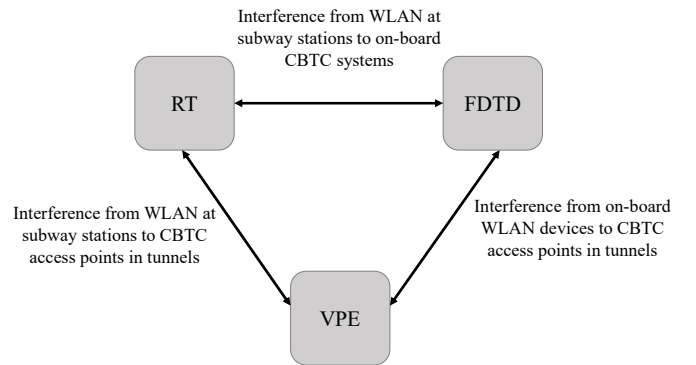 Interference from WLAN at
subway stations to on-board
CBTC systems
RT
FDTD
Interference from WLAN at
subway stations to CBTC
access points in tunnels
Interference from on-board
WLAN devices to CBTC
access points in tunnels
VPE